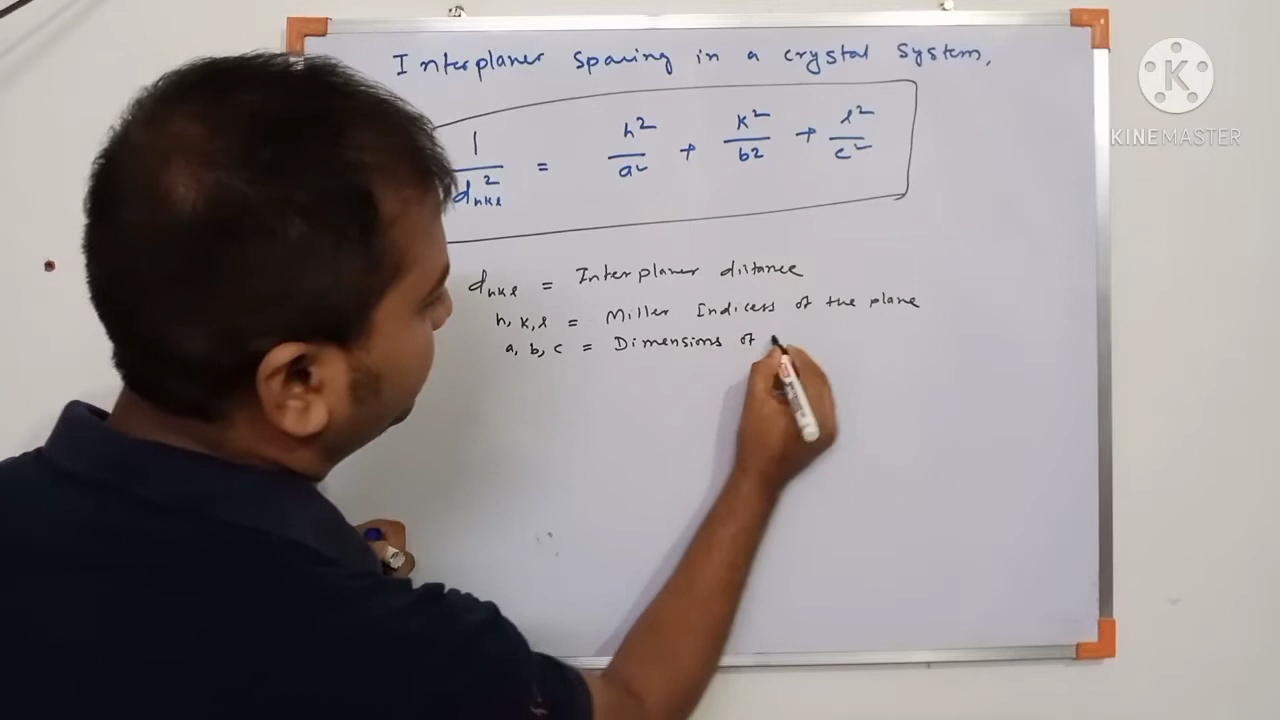 Interplaner spacing in a crystal system,
1/d²hkl = h²/a² + k²/b² + l²/c²
dhkl = Interplaner distance
h, k, l = Miller Indicess of the plane
a, b, c = Dimensions of
K
KINEMASTER